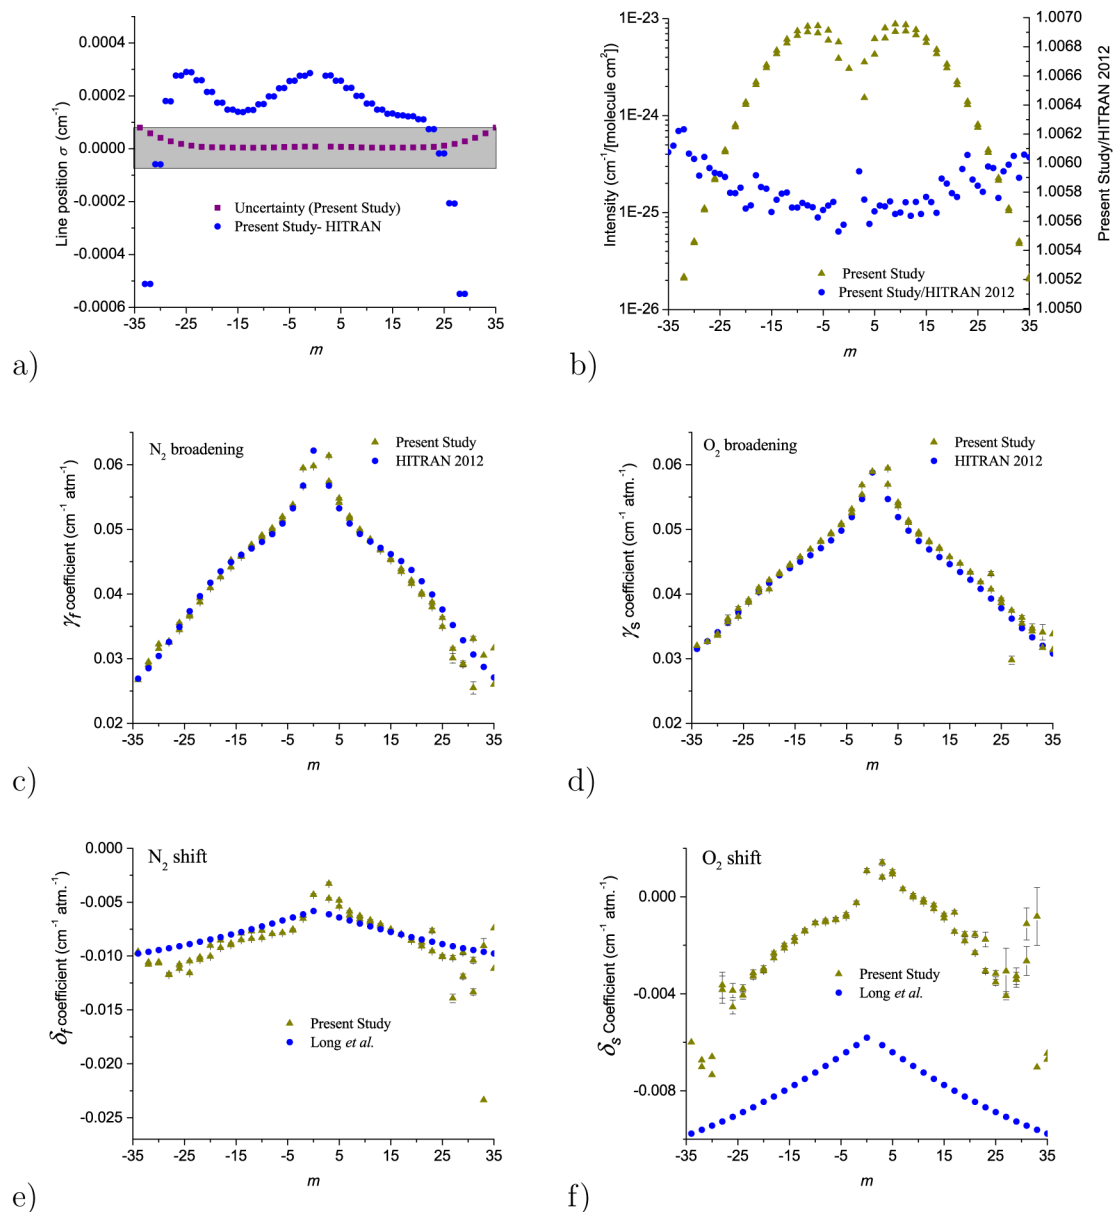 0.0004
0.0002
0.0000
-0.0002
-0.0004
-0.0006
Line position σ (cm⁻¹)
Uncertainty (Present Study)
Present Study- HITRAN
-35 -25 -15 -5 5 15 25 35
m
a)
1E-23
1E-24
1E-25
1E-26
Intensity (cm⁻¹/[molecule cm²])
Present Study
Present Study/HITRAN 2012
1.0070
1.0068
1.0066
1.0064
1.0062
1.0060
1.0058
1.0056
1.0054
1.0052
1.0050
Present Study/HITRAN 2012
-35 -25 -15 -5 5 15 25 35
m
b)
N₂ broadening
Present Study
HITRAN 2012
0.06
0.05
0.04
0.03
0.02
γf coefficient (cm⁻¹ atm.⁻¹)
-35 -25 -15 -5 5 15 25 35
m
c)
O₂ broadening
Present Study
HITRAN 2012
0.06
0.05
0.04
0.03
0.02
γs coefficient (cm⁻¹ atm.⁻¹)
-35 -25 -15 -5 5 15 25 35
m
d)
N₂ shift
0.000
-0.005
-0.010
-0.015
-0.020
-0.025
δf coefficient (cm⁻¹ atm.⁻¹)
Present Study
Long et al.
-35 -25 -15 -5 5 15 25 35
m
e)
O₂ shift
0.000
-0.004
-0.008
δs Coefficient (cm⁻¹ atm.⁻¹)
Present Study
Long et al.
-35 -25 -15 -5 5 15 25 35
m
f)